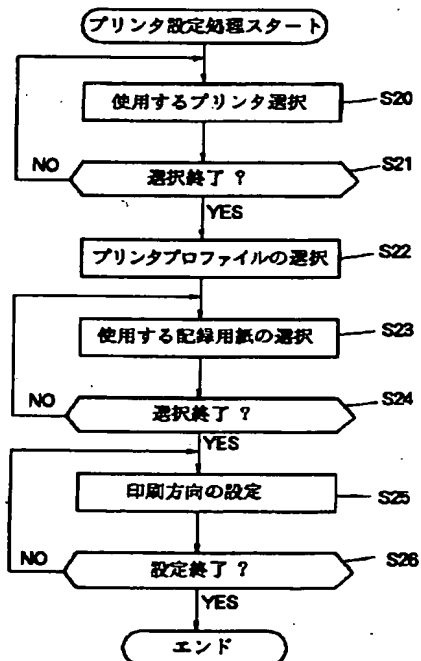 プリンタ設定処理スタート
使用するプリンタ選択
S20
選択終了 ?
S21
NO
YES
プリンタプロファイルの選択
S22
使用する記録用紙の選択
S23
選択終了 ?
S24
NO
YES
印刷方向の設定
S25
設定終了 ?
S26
NO
YES
エンド